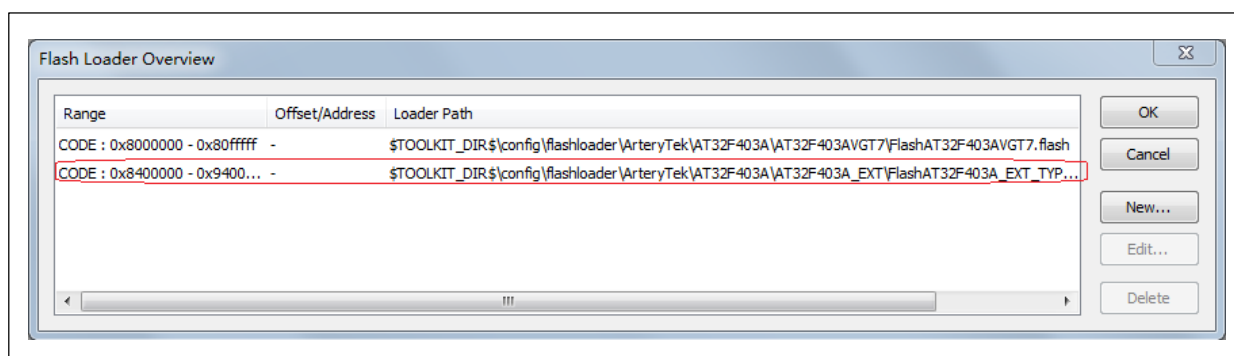 Flash Loader Overview
Range Offset/Address Loader Path
CODE : 0x8000000 - 0x80fffff - $TOOLKIT_DIR$\config\flashloader\ArteryTek\AT32F403A\AT32F403AVGT7\FlashAT32F403AVGT7.flash
CODE : 0x8400000 - 0x9400... - $TOOLKIT_DIR$\config\flashloader\ArteryTek\AT32F403A\AT32F403A_EXT\FlashAT32F403A_EXT_TYP...
OK
Cancel
New...
Edit...
Delete